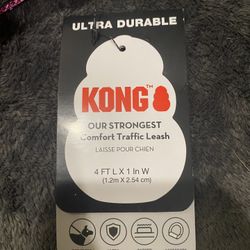 ULTRA DURABLE
KONG™
OUR STRONGEST
Comfort Traffic Leash
LAISSE POUR CHIEN
4 FT L X 1 In W
(1.2m X 2.54 cm)